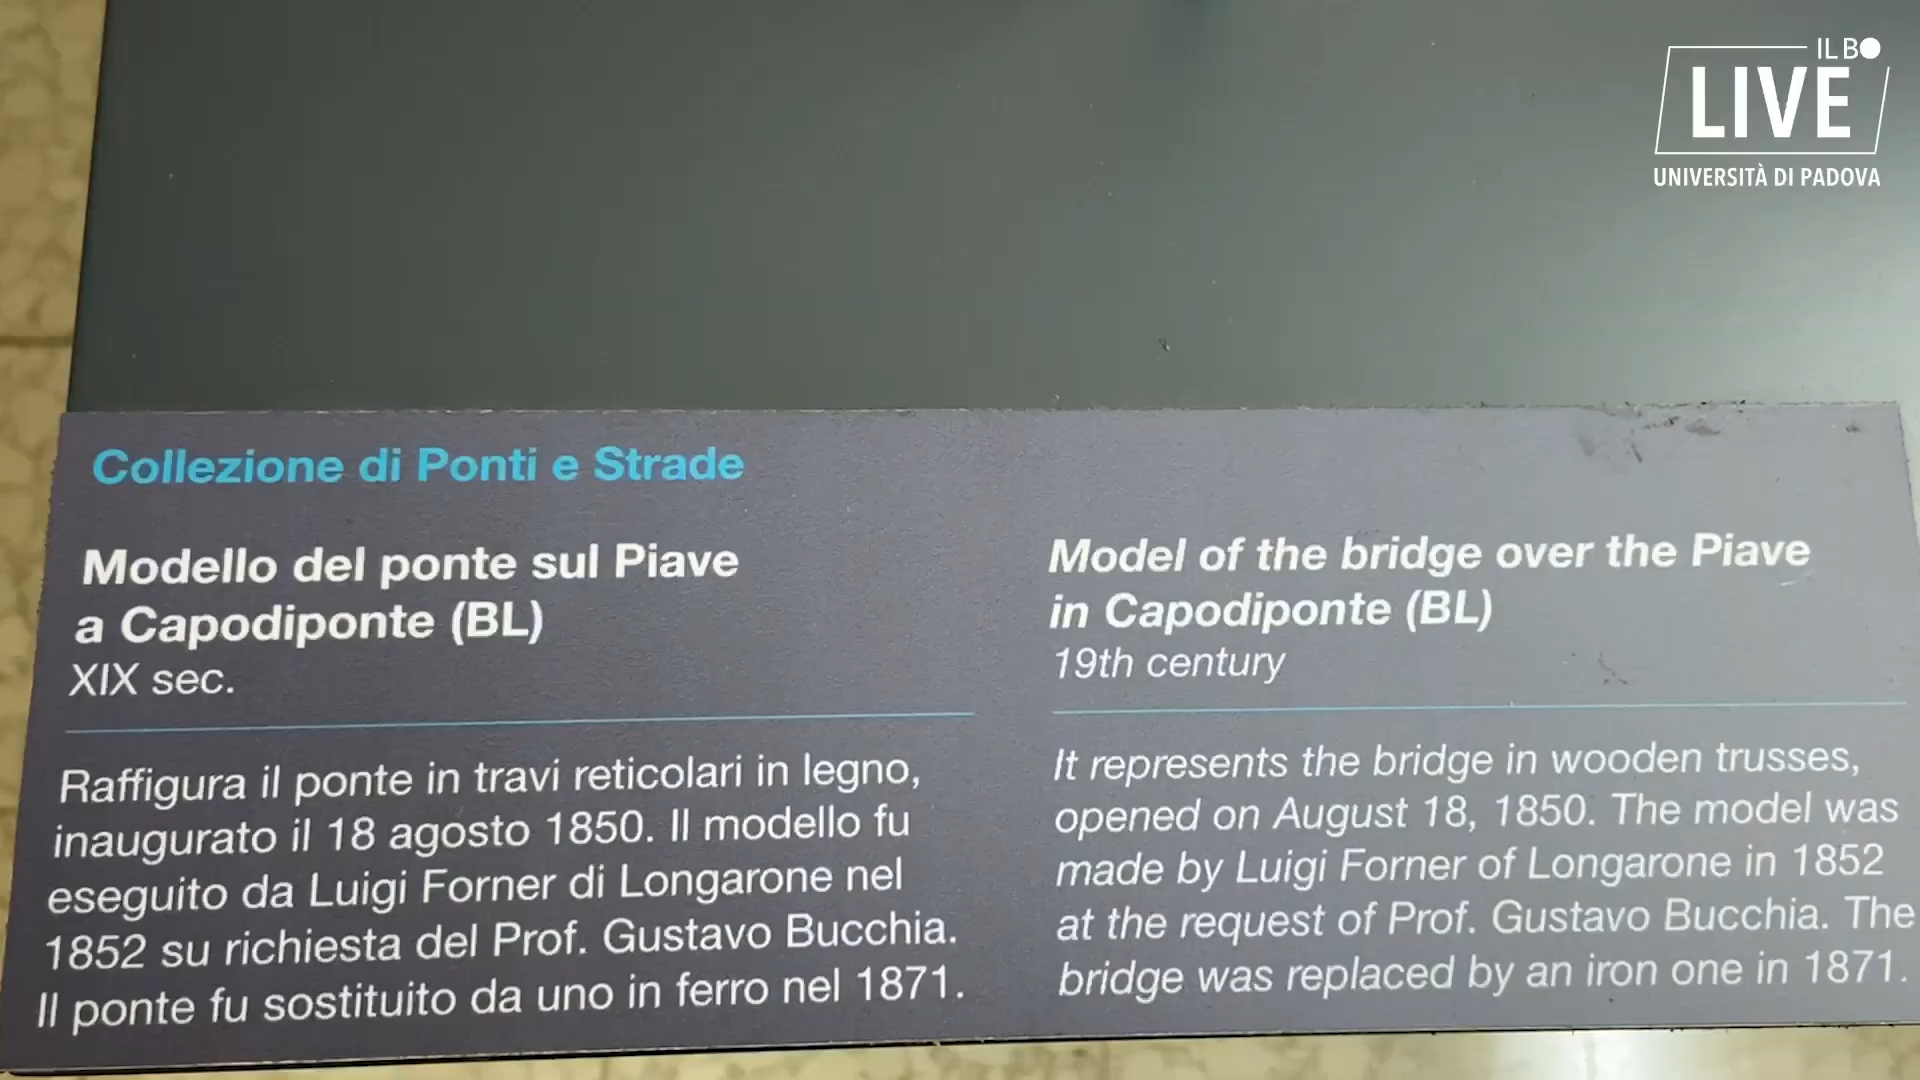 IL BO
LIVE
UNIVERSITÀ DI PADOVA
Collezione di Ponti e Strade
Modello del ponte sul Piave
a Capodiponte (BL)
XIX sec.
Raffigura il ponte in travi reticolari in legno,
inaugurato il 18 agosto 1850. Il modello fu
eseguito da Luigi Forner di Longarone nel
1852 su richiesta del Prof. Gustavo Bucchia.
Il ponte fu sostituito da uno in ferro nel 1871.
Model of the bridge over the Piave
in Capodiponte (BL)
19th century
It represents the bridge in wooden trusses,
opened on August 18, 1850. The model was
made by Luigi Forner of Longarone in 1852
at the request of Prof. Gustavo Bucchia. The
bridge was replaced by an iron one in 1871.